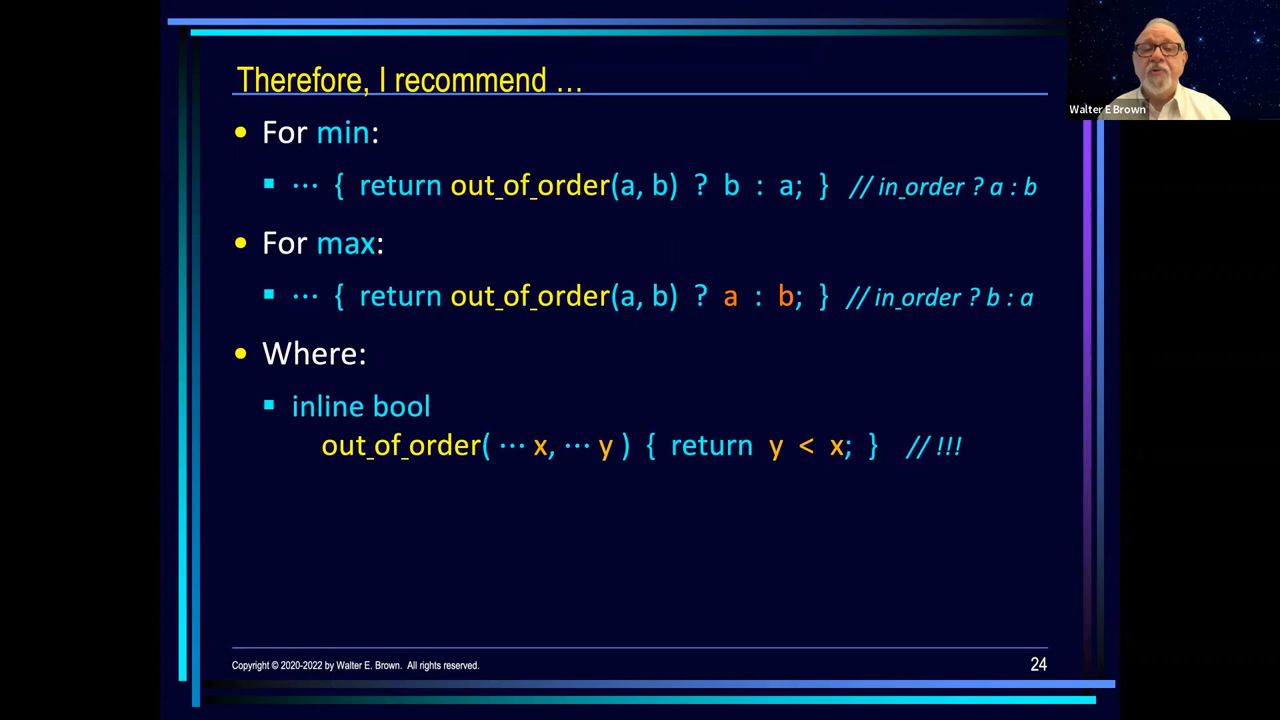 Therefore, I recommend …
Walter E Brown
• For min:
▪ ⋯ { return out_of_order(a, b) ? b : a; } // in_order ? a : b
• For max:
▪ ⋯ { return out_of_order(a, b) ? a : b; } // in_order ? b : a
• Where:
▪ inline bool
out_of_order( ⋯ x, ⋯ y ) { return y < x; } // !!!
Copyright © 2020-2022 by Walter E. Brown. All rights reserved.
24